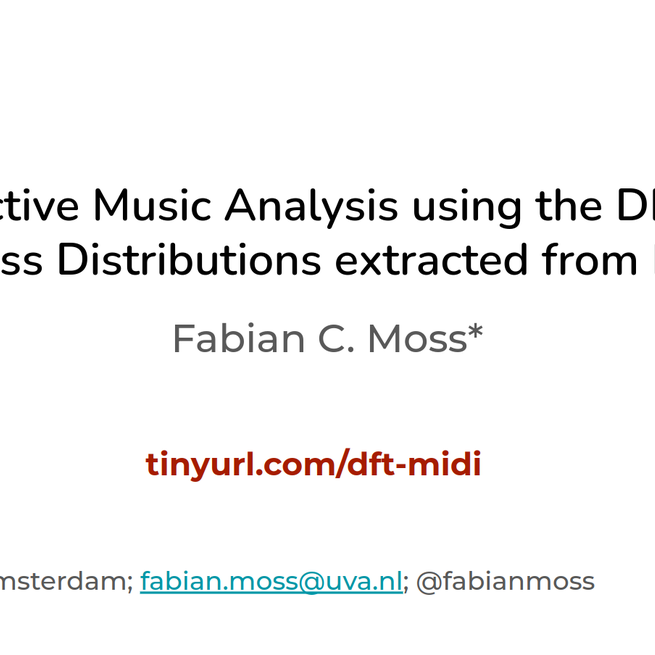 ctive Music Analysis using the D
ss Distributions extracted from
Fabian C. Moss*
tinyurl.com/dft-midi
msterdam; fabian.moss@uva.nl; @fabianmoss